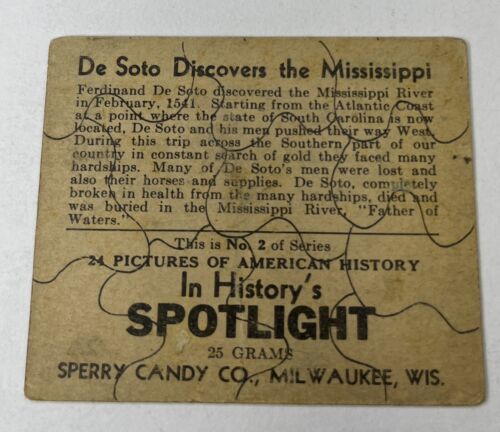 De Soto Discovers the Mississippi
Ferdinand De Soto discovered the Mississippi River
in February, 1541. Starting from the Atlantic Coast
at a point where the state of South Carolina is now
located, De Soto and his men pushed their way West.
During this trip across the Southern part of our
country in constant search of gold they faced many
hardships. Many of De Soto's men were lost and
also their horses and supplies. De Soto, completely
broken in health from the many hardships, died and
was buried in the Mississippi River, "Father of
Waters."
This is No. 2 of Series
24 PICTURES OF AMERICAN HISTORY
In History's
SPOTLIGHT
25 GRAMS
SPERRY CANDY CO., MILWAUKEE, WIS.